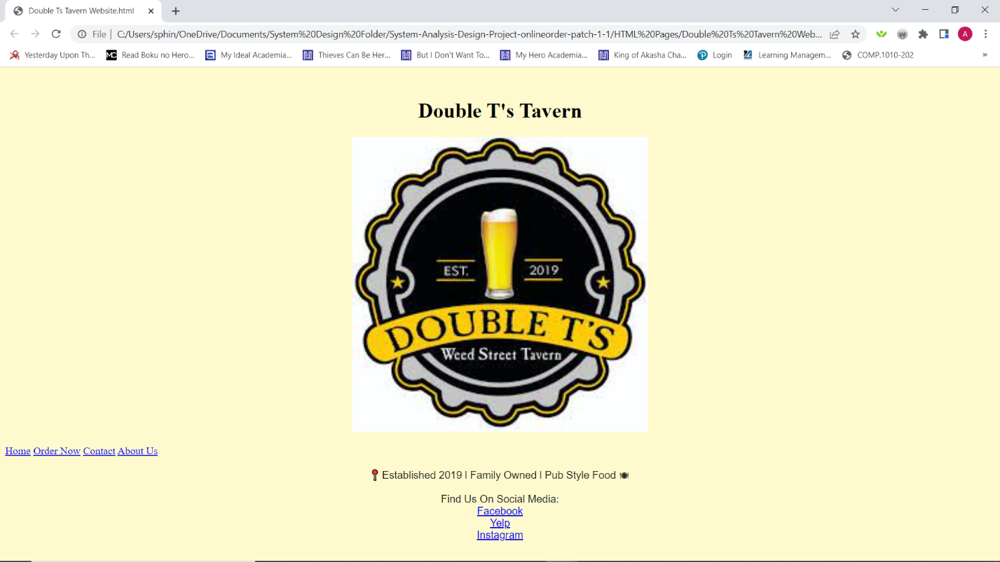 Double Ts Tavern Website.html
File | C:/Users/sphin/OneDrive/Documents/System%20Design%20Folder/System-Analysis-Design-Project-onlineorder-patch-1-1/HTML%20Pages/Double%20Ts%20Tavern%20Web...
W
A
Yesterday Upon Th... MC Read Boku no Hero... My Ideal Academia... Thieves Can Be Her... But I Don't Want To... My Hero Academia... King of Akasha Cha... Login Learning Managem... COMP.1010-202 »
Double T's Tavern
EST. 2019
DOUBLE T'S
Weed Street Tavern
Home Order Now Contact About Us
📍 Established 2019 | Family Owned | Pub Style Food 🍽
Find Us On Social Media:
Facebook
Yelp
Instagram